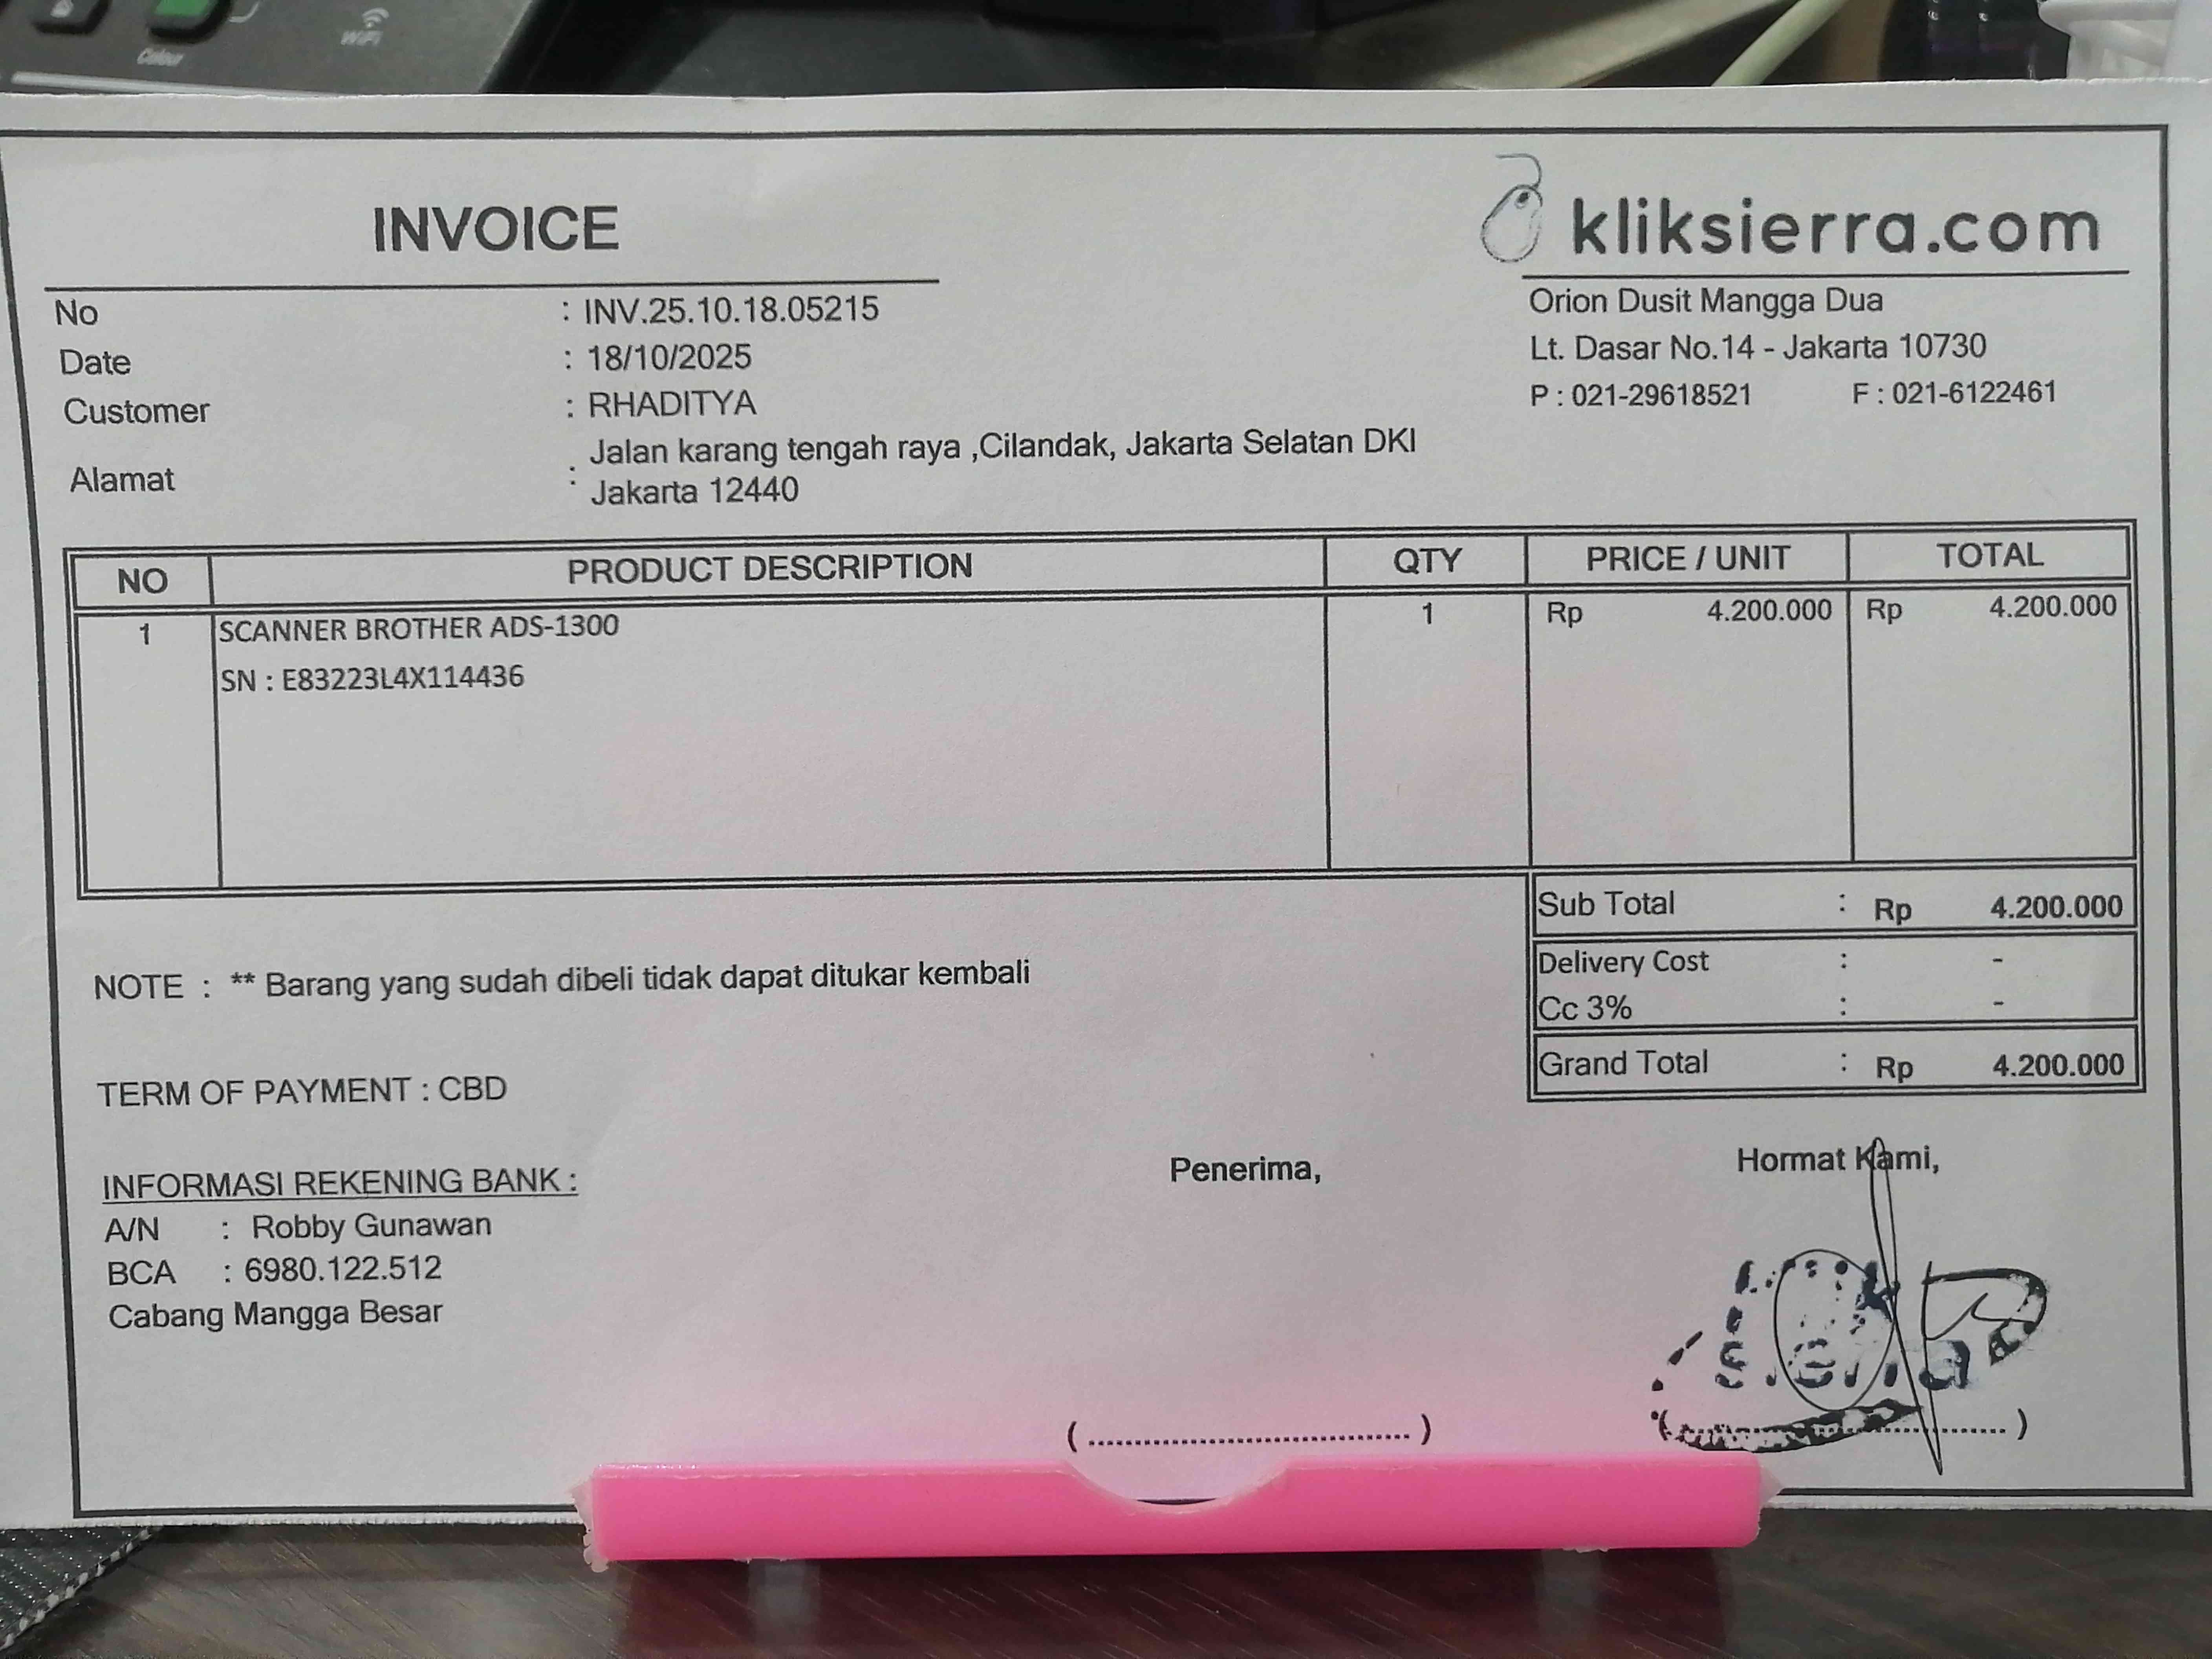 Colour
WiFi
INVOICE
kliksierra.com
No : INV.25.10.18.05215
Date : 18/10/2025
Customer : RHADITYA
Alamat : Jalan karang tengah raya ,Cilandak, Jakarta Selatan DKI
Jakarta 12440
Orion Dusit Mangga Dua
Lt. Dasar No.14 - Jakarta 10730
P : 021-29618521 F : 021-6122461
NO PRODUCT DESCRIPTION QTY PRICE / UNIT TOTAL
1 SCANNER BROTHER ADS-1300 1 Rp 4.200.000 Rp 4.200.000
SN : E83223L4X114436
Sub Total : Rp 4.200.000
Delivery Cost : -
Cc 3% : -
Grand Total : Rp 4.200.000
NOTE : ** Barang yang sudah dibeli tidak dapat ditukar kembali
TERM OF PAYMENT : CBD
INFORMASI REKENING BANK :
A/N : Robby Gunawan
BCA : 6980.122.512
Cabang Mangga Besar
Penerima,
(..............................)
Hormat Kami,
sierra
(..............................)